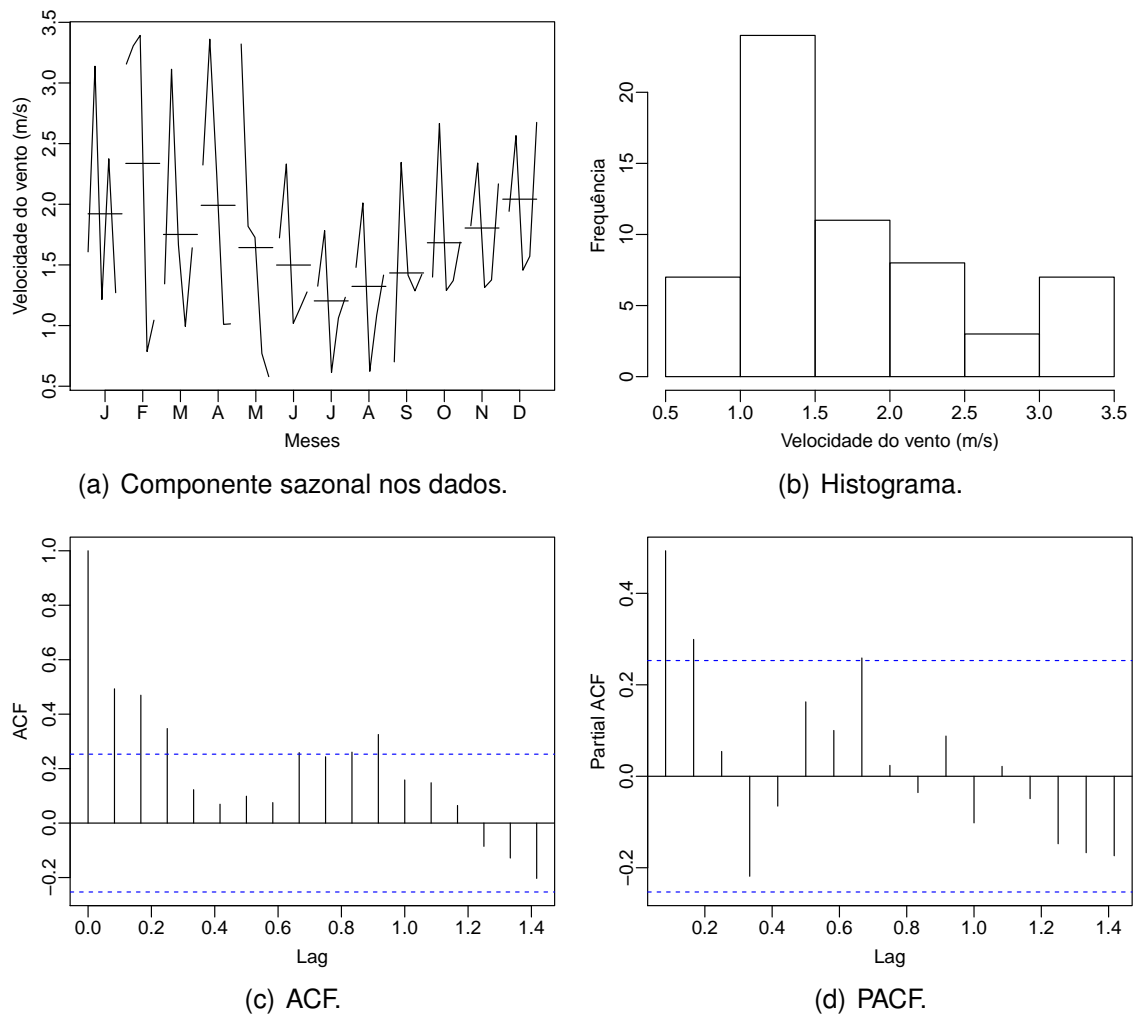 Velocidade do vento (m/s)
0.5 1.0 1.5 2.0 2.5 3.0 3.5
J F M A M J J A S O N D
Meses
(a) Componente sazonal nos dados.
Frequência
0 5 10 15 20
0.5 1.0 1.5 2.0 2.5 3.0 3.5
Velocidade do vento (m/s)
(b) Histograma.
ACF
−0.2 0.0 0.2 0.4 0.6 0.8 1.0
0.0 0.2 0.4 0.6 0.8 1.0 1.2 1.4
Lag
(c) ACF.
Partial ACF
−0.2 0.0 0.2 0.4
0.2 0.4 0.6 0.8 1.0 1.2 1.4
Lag
(d) PACF.